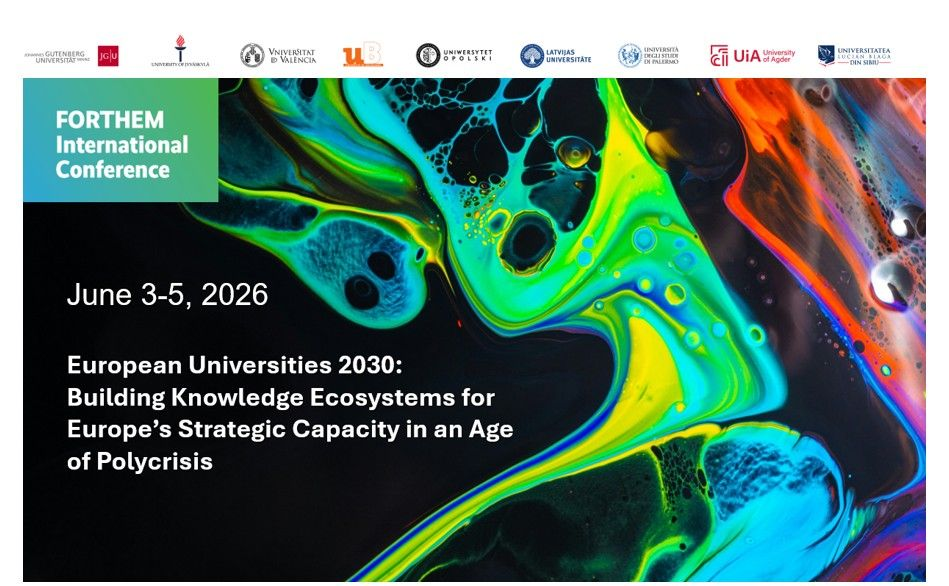 JOHANNES GUTENBERG
UNIVERSITÄT MAINZ
JG|U
UNIVERSITY OF JYVÄSKYLÄ
VNIVERSITAT
ID VALÈNCIA
uB
UNIWERSYTET
OPOLSKI
LATVIJAS
UNIVERSITĀTE
UNIVERSITÀ
DEGLI STUDI
DI PALERMO
UiA University
of Agder
UNIVERSITATEA
LUCIAN BLAGA
DIN SIBIU
FORTHEM
International
Conference
June 3-5, 2026
European Universities 2030:
Building Knowledge Ecosystems for
Europe’s Strategic Capacity in an Age
of Polycrisis